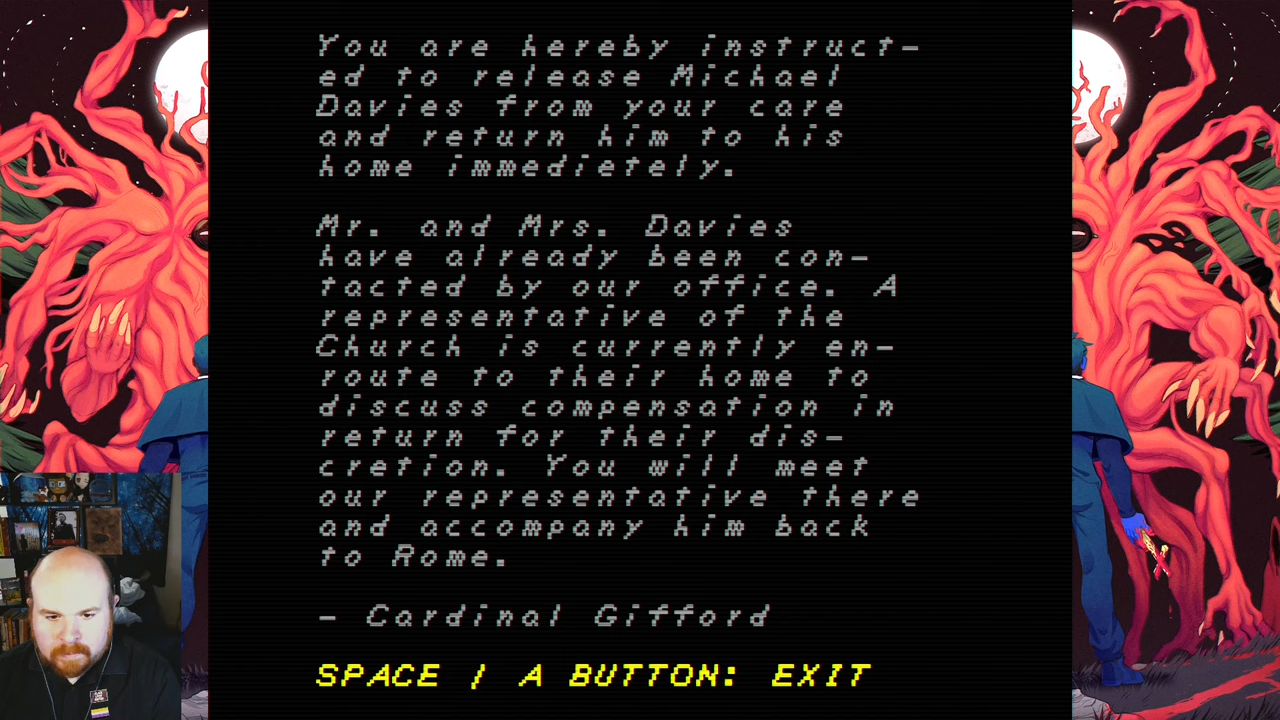 You are hereby instruct-
ed to release Michael
Davies from your care
and return him to his
home immedietely.
Mr. and Mrs. Davies
have already been con-
tacted by our office. A
representative of the
Church is currently en-
route to their home to
discuss compensation in
return for their dis-
cretion. You will meet
our representative there
and accompany him back
to Rome.
- Cardinal Gifford
SPACE / A BUTTON: EXIT